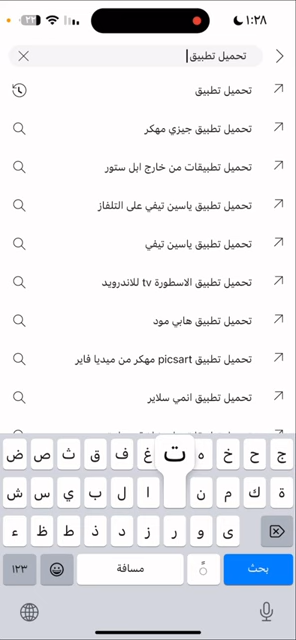 ١:٢٨
٣٣
تحميل تطبيق
تحميل تطبيق
تحميل تطبيق جيزي مهكر
تحميل تطبيقات من خارج ابل ستور
تحميل تطبيق ياسين تيفي على التلفاز
تحميل تطبيق ياسين تيفي
تحميل تطبيق الاسطورة tv للاندرويد
تحميل تطبيق هابي مود
تحميل تطبيق picsart مهكر من ميديا فاير
تحميل تطبيق انمي سلاير
ج ح خ ه ت غ ف ق ث ص ض
ة ك م ن ا ل ب ي س ش
ى و ر ز د ذ ط ظ ء
بحث مسافة ١٢٣